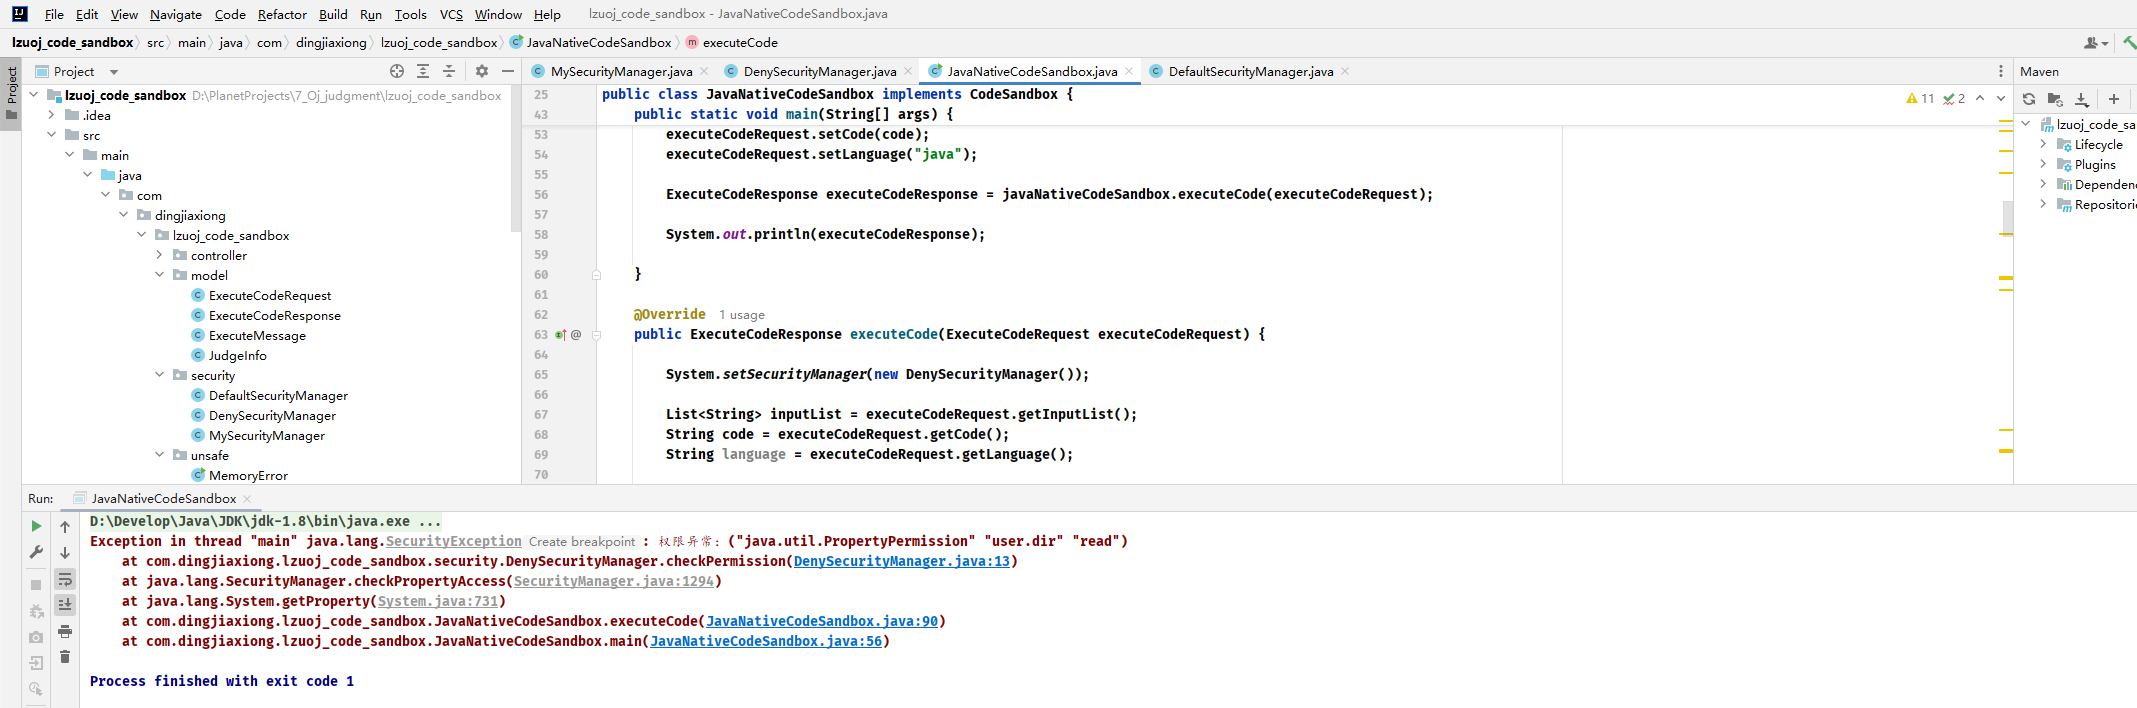 File Edit View Navigate Code Refactor Build Run Tools VCS Window Help lzuoj_code_sandbox - JavaNativeCodeSandbox.java
lzuoj_code_sandbox src main java com dingjiaxiong lzuoj_code_sandbox JavaNativeCodeSandbox executeCode
Project
Project
lzuoj_code_sandbox D:\PlanetProjects\7_Oj_judgment\lzuoj_code_sandbox
.idea
src
main
java
com
dingjiaxiong
lzuoj_code_sandbox
controller
model
ExecuteCodeRequest
ExecuteCodeResponse
ExecuteMessage
JudgeInfo
security
DefaultSecurityManager
DenySecurityManager
MySecurityManager
unsafe
MemoryError
MySecurityManager.java DenySecurityManager.java JavaNativeCodeSandbox.java DefaultSecurityManager.java
25 public class JavaNativeCodeSandbox implements CodeSandbox {
11 2
43 public static void main(String[] args) {
53 executeCodeRequest.setCode(code);
54 executeCodeRequest.setLanguage("java");
55
56 ExecuteCodeResponse executeCodeResponse = javaNativeCodeSandbox.executeCode(executeCodeRequest);
57
58 System.out.println(executeCodeResponse);
59
60 }
61
62 @Override 1 usage
63 @ public ExecuteCodeResponse executeCode(ExecuteCodeRequest executeCodeRequest) {
64
65 System.setSecurityManager(new DenySecurityManager());
66
67 List<String> inputList = executeCodeRequest.getInputList();
68 String code = executeCodeRequest.getCode();
69 String language = executeCodeRequest.getLanguage();
70
Maven
lzuoj_code_sa
Lifecycle
Plugins
Dependenc
Repositorie
Run: JavaNativeCodeSandbox
D:\Develop\Java\JDK\jdk-1.8\bin\java.exe ...
Exception in thread "main" java.lang.SecurityException Create breakpoint : 权限异常：("java.util.PropertyPermission" "user.dir" "read")
at com.dingjiaxiong.lzuoj_code_sandbox.security.DenySecurityManager.checkPermission(DenySecurityManager.java:13)
at java.lang.SecurityManager.checkPropertyAccess(SecurityManager.java:1294)
at java.lang.System.getProperty(System.java:731)
at com.dingjiaxiong.lzuoj_code_sandbox.JavaNativeCodeSandbox.executeCode(JavaNativeCodeSandbox.java:90)
at com.dingjiaxiong.lzuoj_code_sandbox.JavaNativeCodeSandbox.main(JavaNativeCodeSandbox.java:56)
Process finished with exit code 1